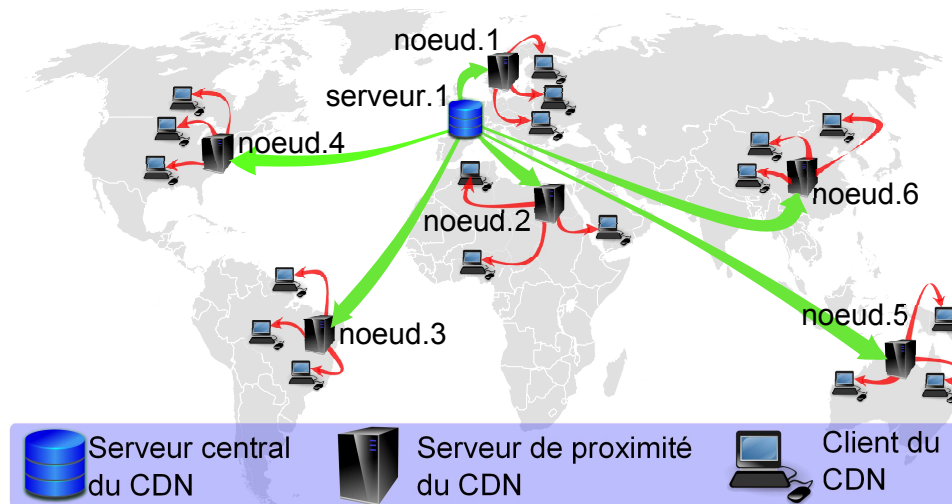 noeud.1
serveur.1
noeud.4
noeud.2
noeud.6
noeud.3
noeud.5
Serveur central
du CDN
Serveur de proximité
du CDN
Client du
CDN